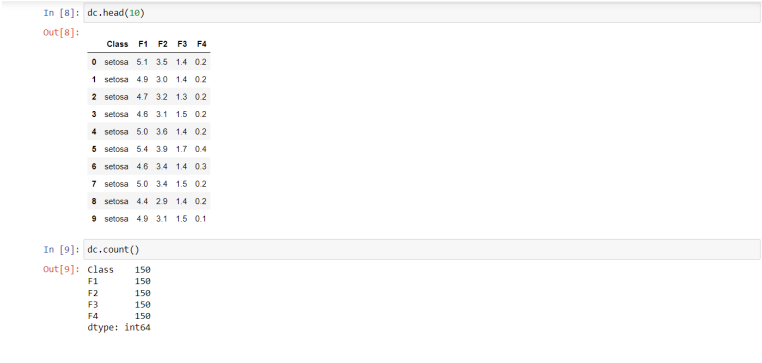 In [8]: dc.head(10)
Out[8]:
Class F1 F2 F3 F4
0 setosa 5.1 3.5 1.4 0.2
1 setosa 4.9 3.0 1.4 0.2
2 setosa 4.7 3.2 1.3 0.2
3 setosa 4.6 3.1 1.5 0.2
4 setosa 5.0 3.6 1.4 0.2
5 setosa 5.4 3.9 1.7 0.4
6 setosa 4.6 3.4 1.4 0.3
7 setosa 5.0 3.4 1.5 0.2
8 setosa 4.4 2.9 1.4 0.2
9 setosa 4.9 3.1 1.5 0.1
In [9]: dc.count()
Out[9]: Class 150
F1 150
F2 150
F3 150
F4 150
dtype: int64